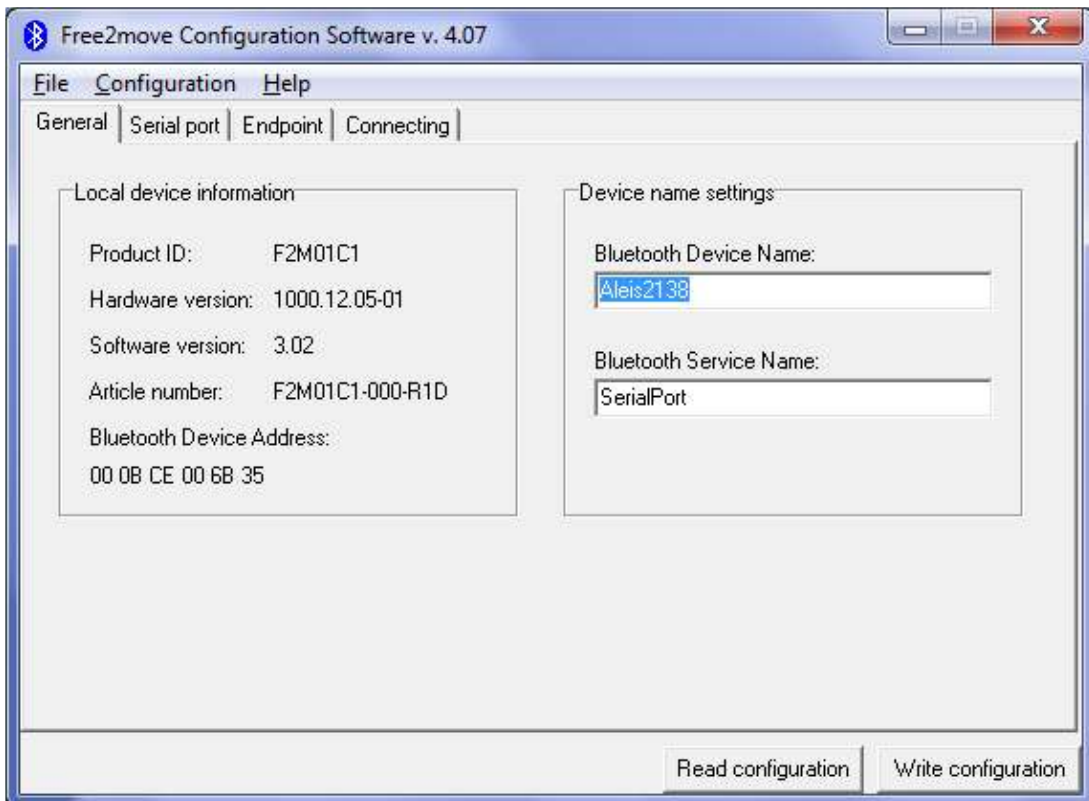 Free2move Configuration Software v. 4.07
File Configuration Help
General Serial port Endpoint Connecting
Local device information
Product ID: F2M01C1
Hardware version: 1000.12.05-01
Software version: 3.02
Article number: F2M01C1-000-R1D
Bluetooth Device Address:
00 0B CE 00 6B 35
Device name settings
Bluetooth Device Name:
Aleis2138
Bluetooth Service Name:
SerialPort
Read configuration Write configuration